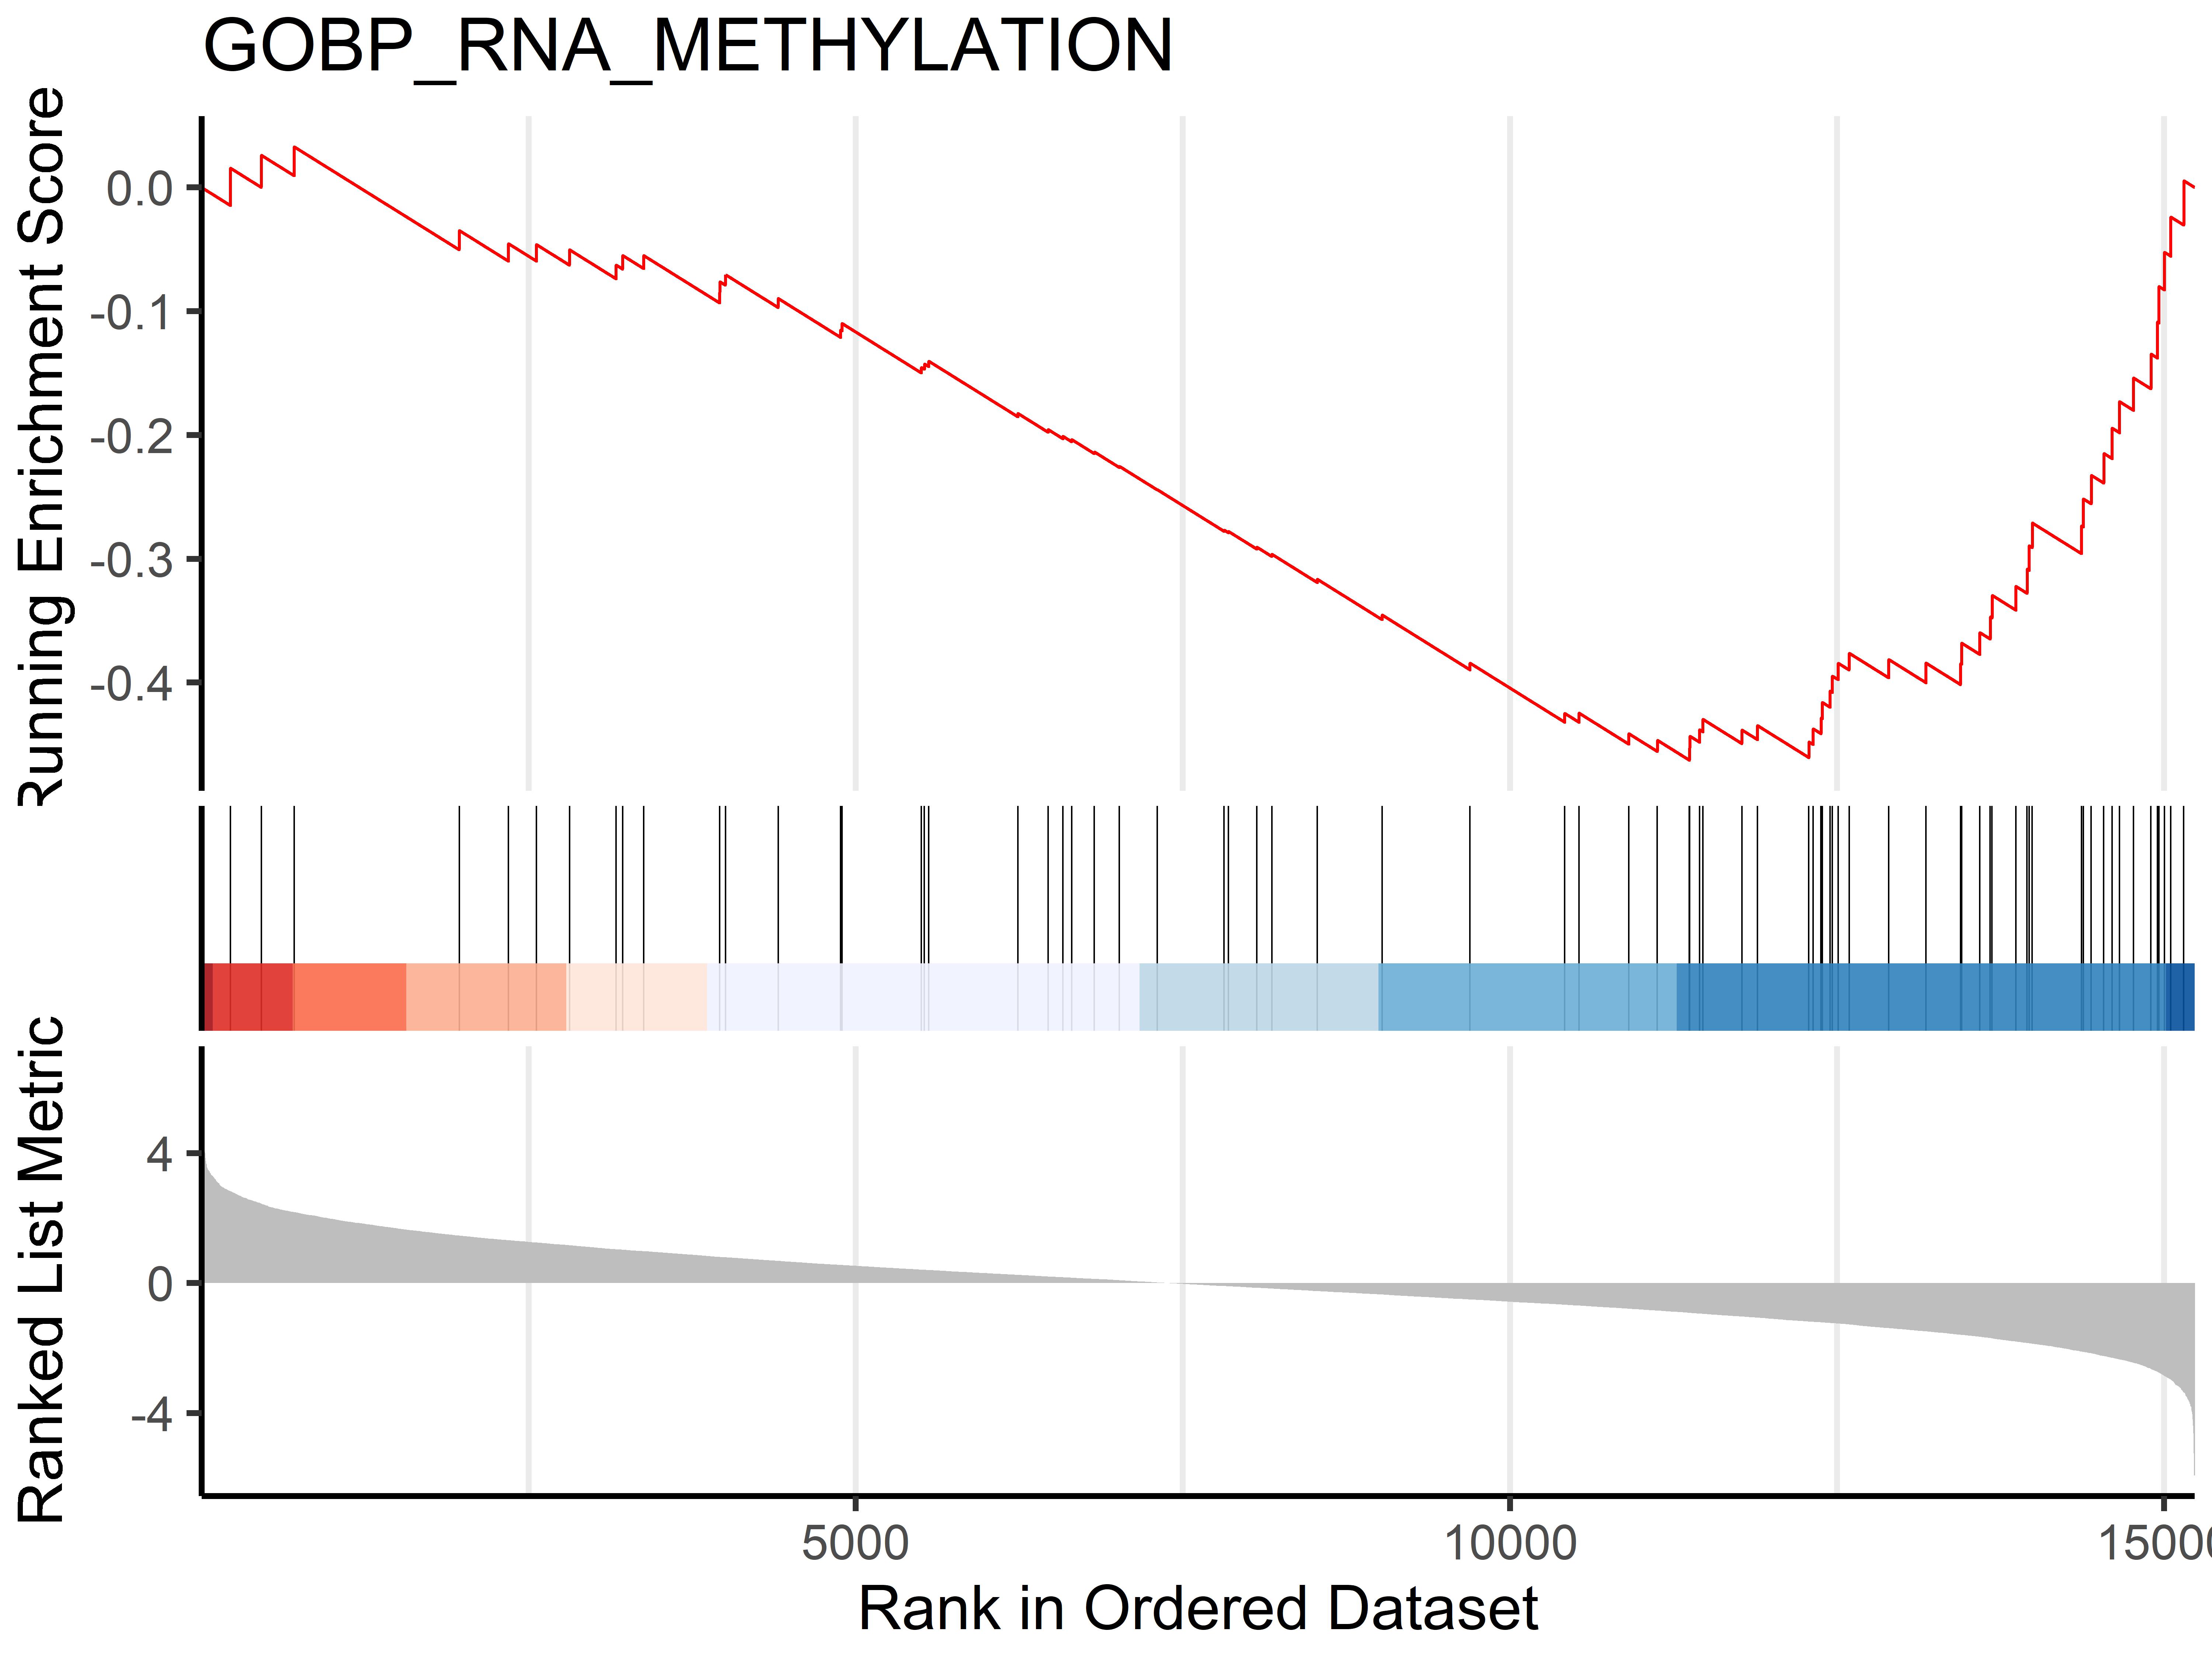 GOBP_RNA_METHYLATION
Running Enrichment Score
0.0
-0.1
-0.2
-0.3
-0.4
Ranked List Metric
4
0
-4
5000
10000
15000
Rank in Ordered Dataset